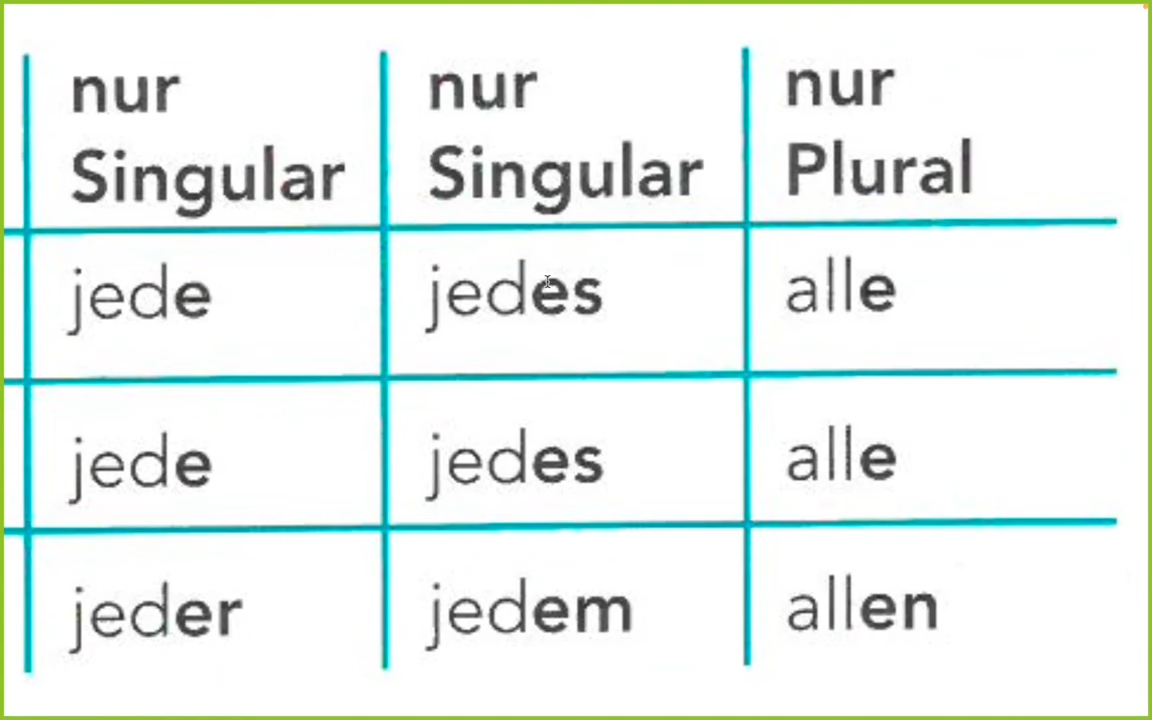 nur nur nur
Singular Singular Plural
jede jedes alle
jede jedes alle
jeder jedem allen